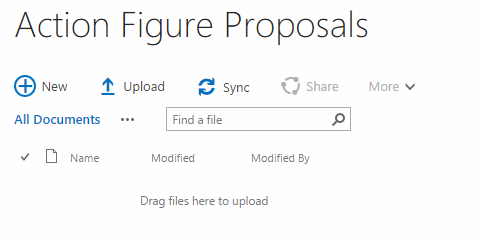 Action Figure Proposals
New Upload Sync Share More
All Documents ••• Find a file
Name Modified Modified By
Drag files here to upload